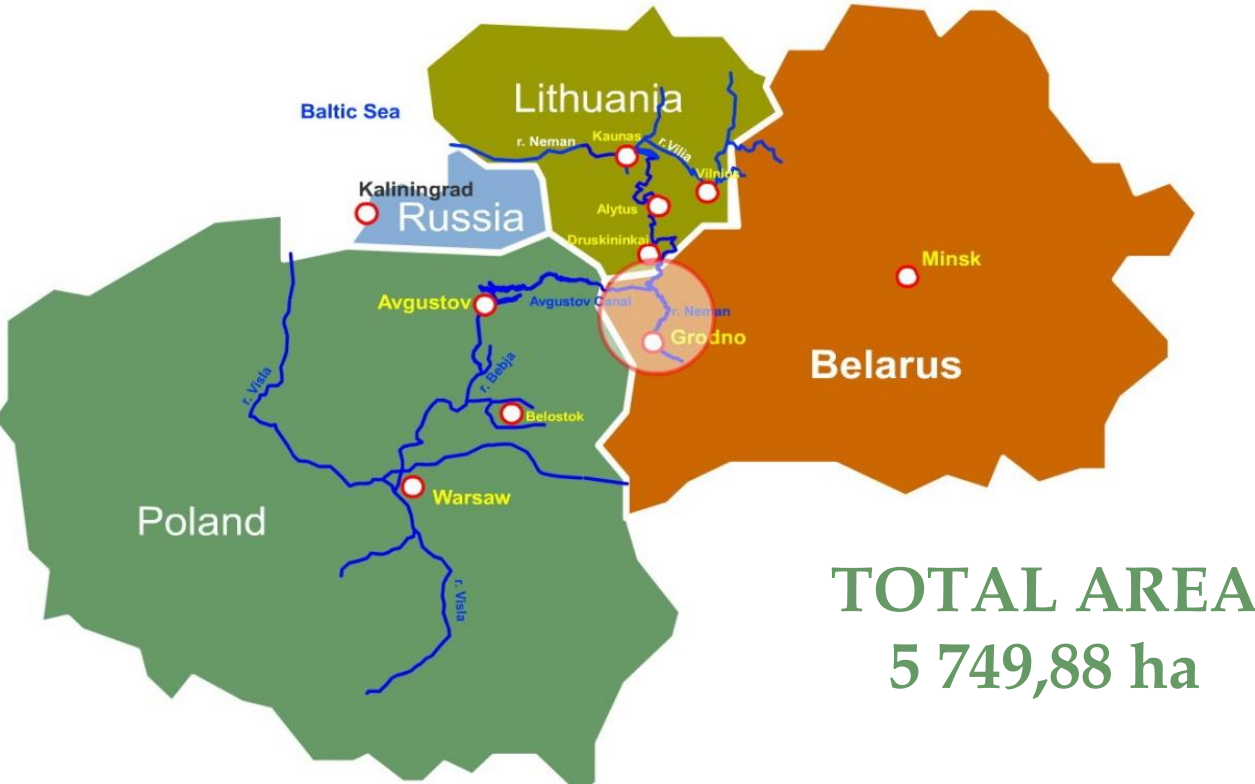 Lithuania
Baltic Sea
r. Neman
Kaunas
r.Vilia
Vilnius
Kaliningrad
Russia
Alytus
Druskininkai
Minsk
Avgustov
Avgustov Canal
r. Neman
Grodno
Belarus
r. Visla
r. Bebja
Belostok
Warsaw
Poland
r. Visla
TOTAL AREA
5 749,88 ha